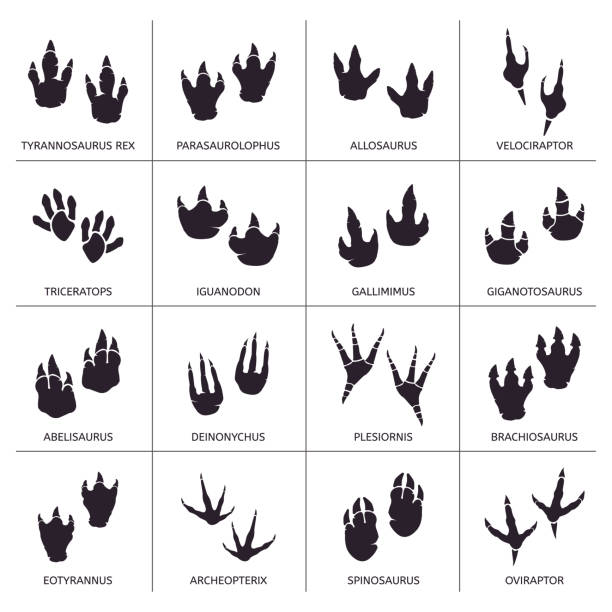 TYRANNOSAURUS REX
PARASAUROLOPHUS
ALLOSAURUS
VELOCIRAPTOR
TRICERATOPS
IGUANODON
GALLIMIMUS
GIGANOTOSAURUS
ABELISAURUS
DEINONYCHUS
PLESIORNIS
BRACHIOSAURUS
EOTYRANNUS
ARCHEOPTERIX
SPINOSAURUS
OVIRAPTOR